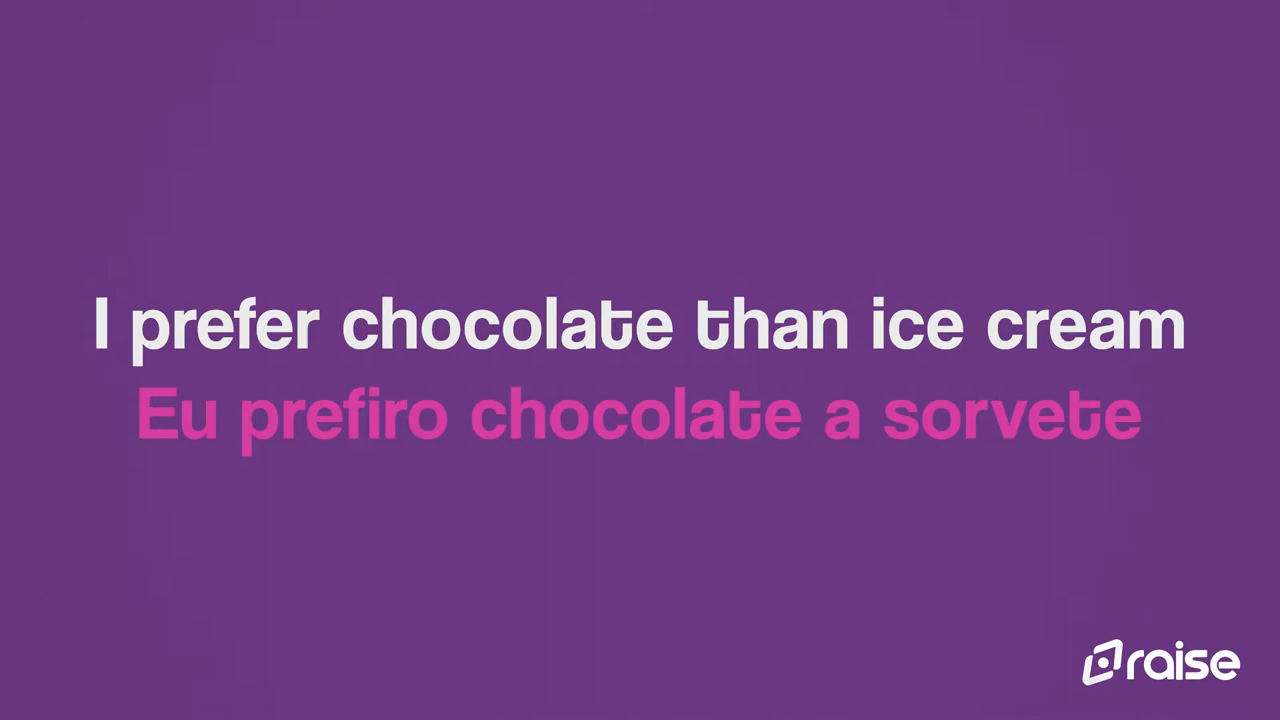 I prefer chocolate than ice cream
Eu prefiro chocolate a sorvete
raise